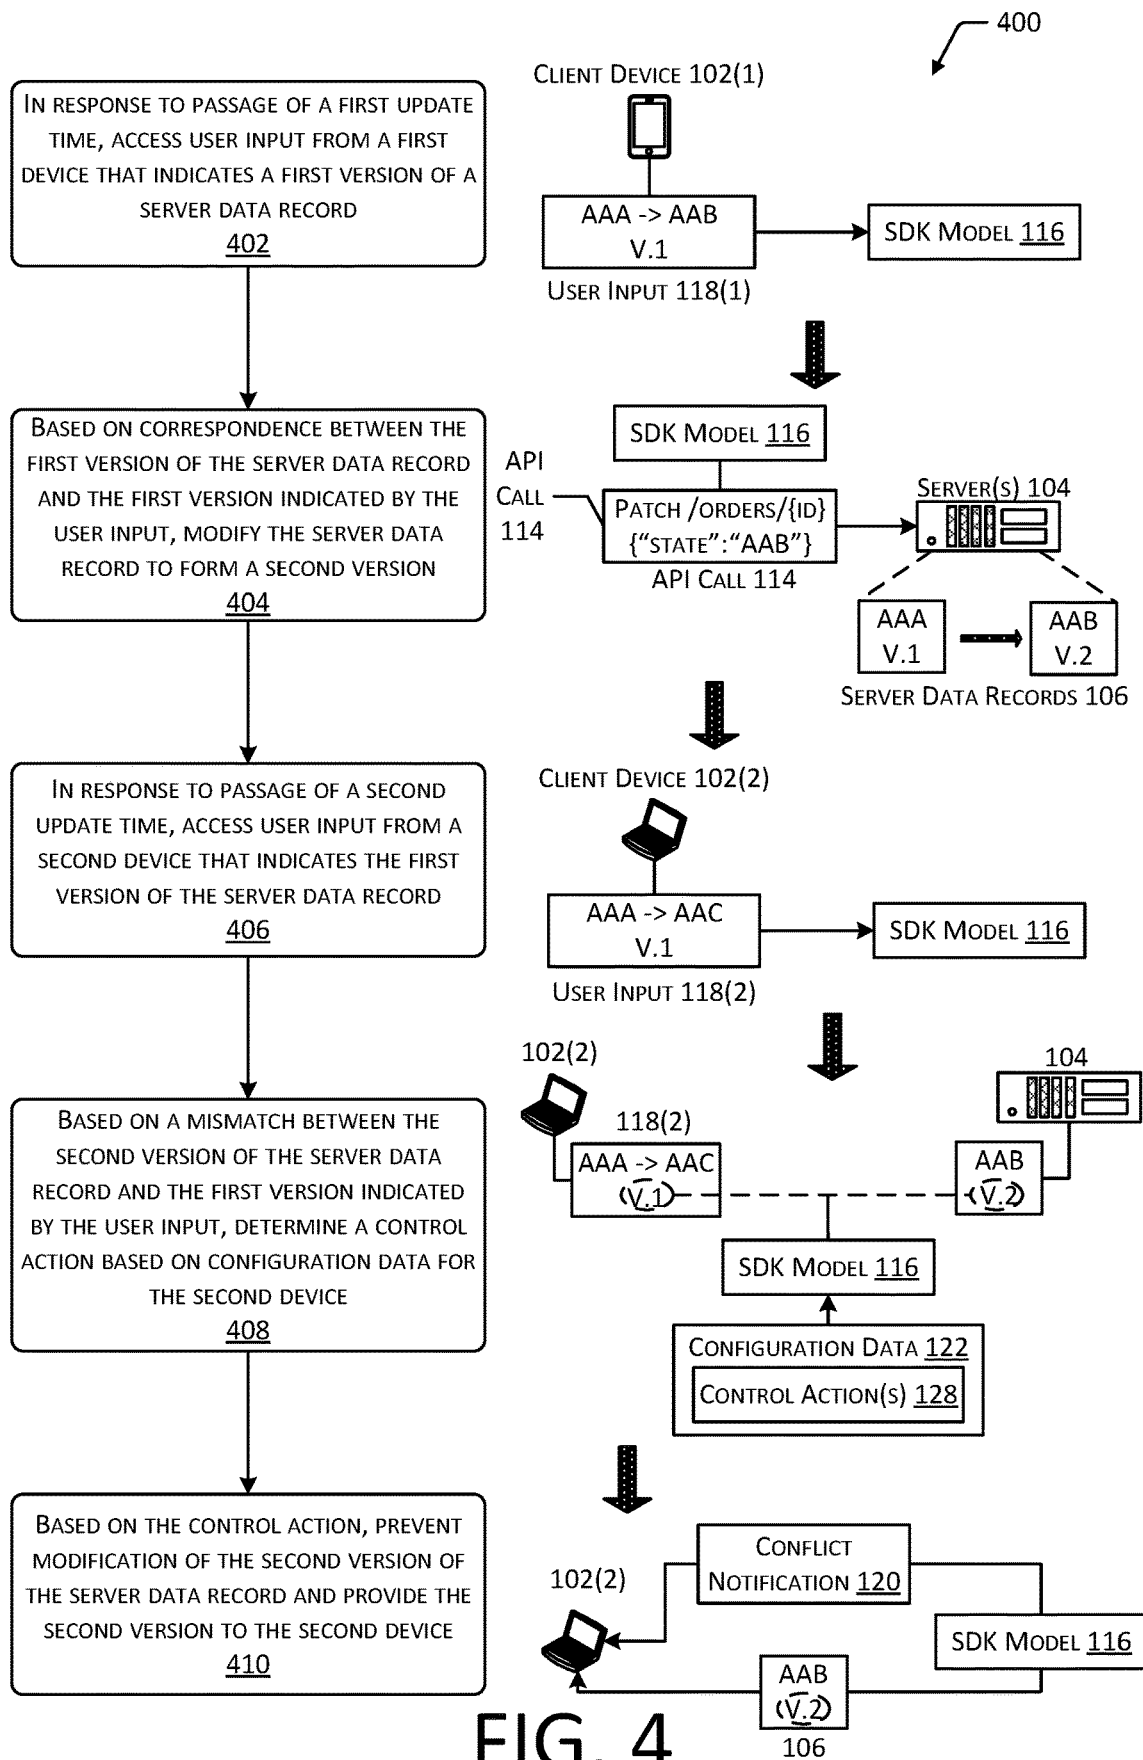 400
IN RESPONSE TO PASSAGE OF A FIRST UPDATE
TIME, ACCESS USER INPUT FROM A FIRST
DEVICE THAT INDICATES A FIRST VERSION OF A
SERVER DATA RECORD
402
CLIENT DEVICE 102(1)
AAA -> AAB
V.1
USER INPUT 118(1)
SDK MODEL 116
BASED ON CORRESPONDENCE BETWEEN THE
FIRST VERSION OF THE SERVER DATA RECORD
AND THE FIRST VERSION INDICATED BY THE
USER INPUT, MODIFY THE SERVER DATA
RECORD TO FORM A SECOND VERSION
404
SDK MODEL 116
API
CALL
114
PATCH /ORDERS/{ID}
{“STATE”:“AAB”}
API CALL 114
SERVER(S) 104
AAA
V.1
AAB
V.2
SERVER DATA RECORDS 106
IN RESPONSE TO PASSAGE OF A SECOND
UPDATE TIME, ACCESS USER INPUT FROM A
SECOND DEVICE THAT INDICATES THE FIRST
VERSION OF THE SERVER DATA RECORD
406
CLIENT DEVICE 102(2)
AAA -> AAC
V.1
USER INPUT 118(2)
SDK MODEL 116
BASED ON A MISMATCH BETWEEN THE
SECOND VERSION OF THE SERVER DATA
RECORD AND THE FIRST VERSION INDICATED
BY THE USER INPUT, DETERMINE A CONTROL
ACTION BASED ON CONFIGURATION DATA FOR
THE SECOND DEVICE
408
102(2)
118(2)
AAA -> AAC
V.1
104
AAB
V.2
SDK MODEL 116
CONFIGURATION DATA 122
CONTROL ACTION(S) 128
BASED ON THE CONTROL ACTION, PREVENT
MODIFICATION OF THE SECOND VERSION OF
THE SERVER DATA RECORD AND PROVIDE THE
SECOND VERSION TO THE SECOND DEVICE
410
102(2)
CONFLICT
NOTIFICATION 120
SDK MODEL 116
AAB
V.2
106
FIG. 4